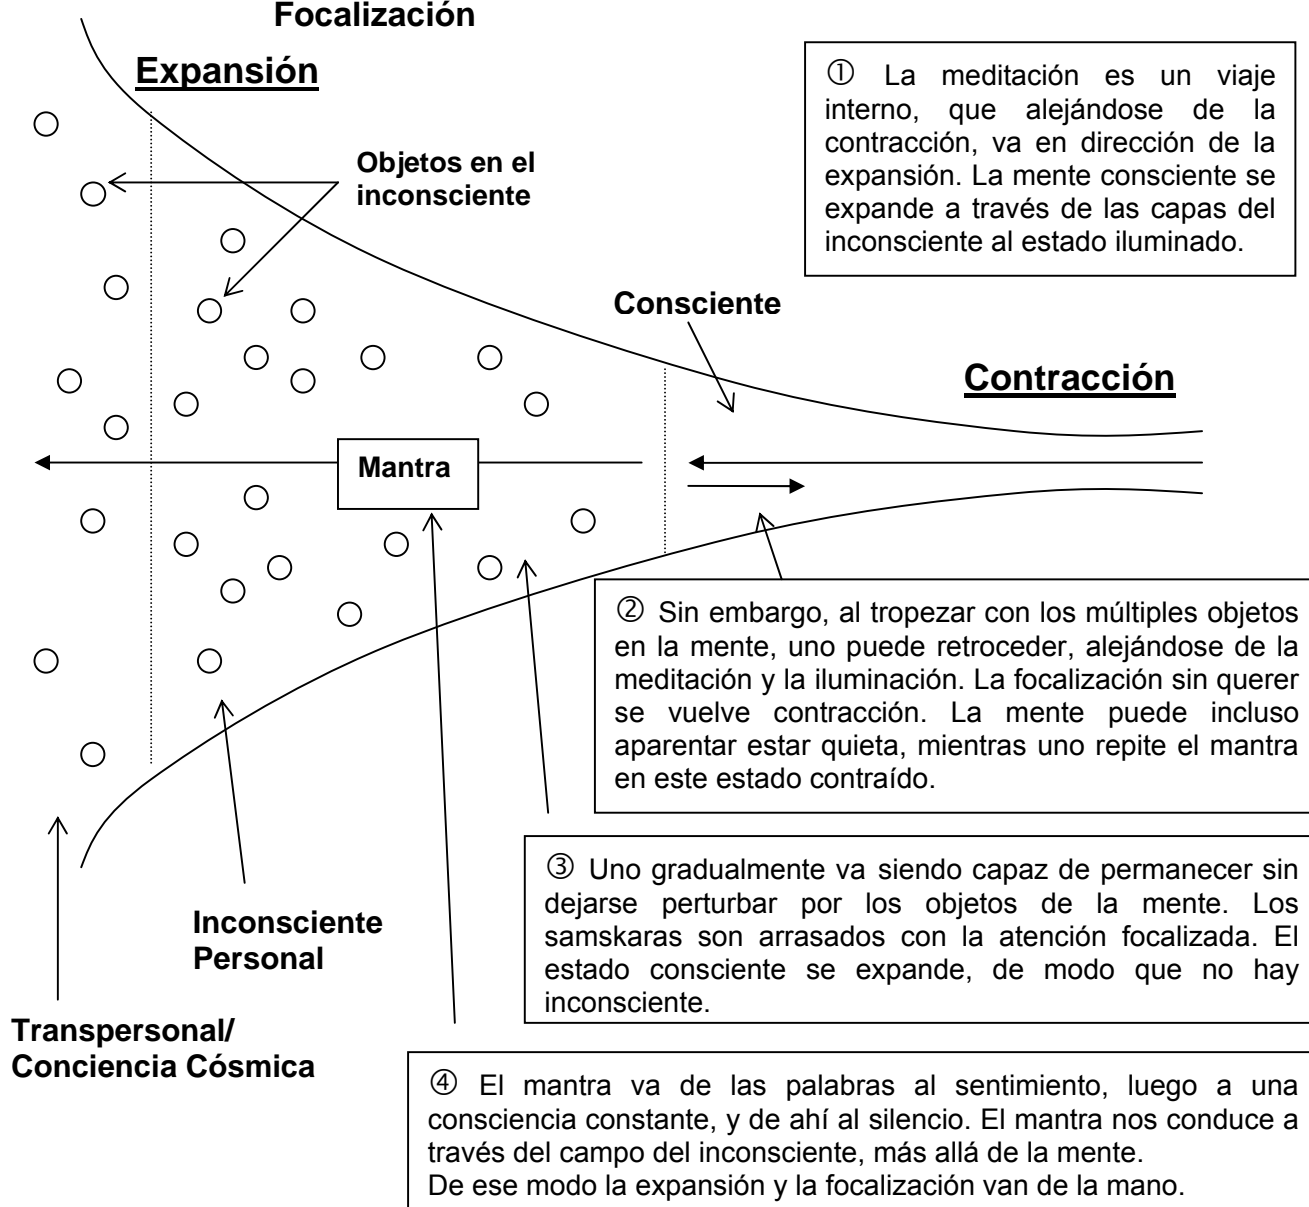 Focalización
Expansión
① La meditación es un viaje
interno, que alejándose de la
contracción, va en dirección de la
expansión. La mente consciente se
expande a través de las capas del
inconsciente al estado iluminado.
Objetos en el
inconsciente
Consciente
Contracción
Mantra
② Sin embargo, al tropezar con los múltiples objetos
en la mente, uno puede retroceder, alejándose de la
meditación y la iluminación. La focalización sin querer
se vuelve contracción. La mente puede incluso
aparentar estar quieta, mientras uno repite el mantra
en este estado contraído.
③ Uno gradualmente va siendo capaz de permanecer sin
dejarse perturbar por los objetos de la mente. Los
samskaras son arrasados con la atención focalizada. El
estado consciente se expande, de modo que no hay
inconsciente.
Inconsciente
Personal
Transpersonal/
Conciencia Cósmica
④ El mantra va de las palabras al sentimiento, luego a una
consciencia constante, y de ahí al silencio. El mantra nos conduce a
través del campo del inconsciente, más allá de la mente.
De ese modo la expansión y la focalización van de la mano.